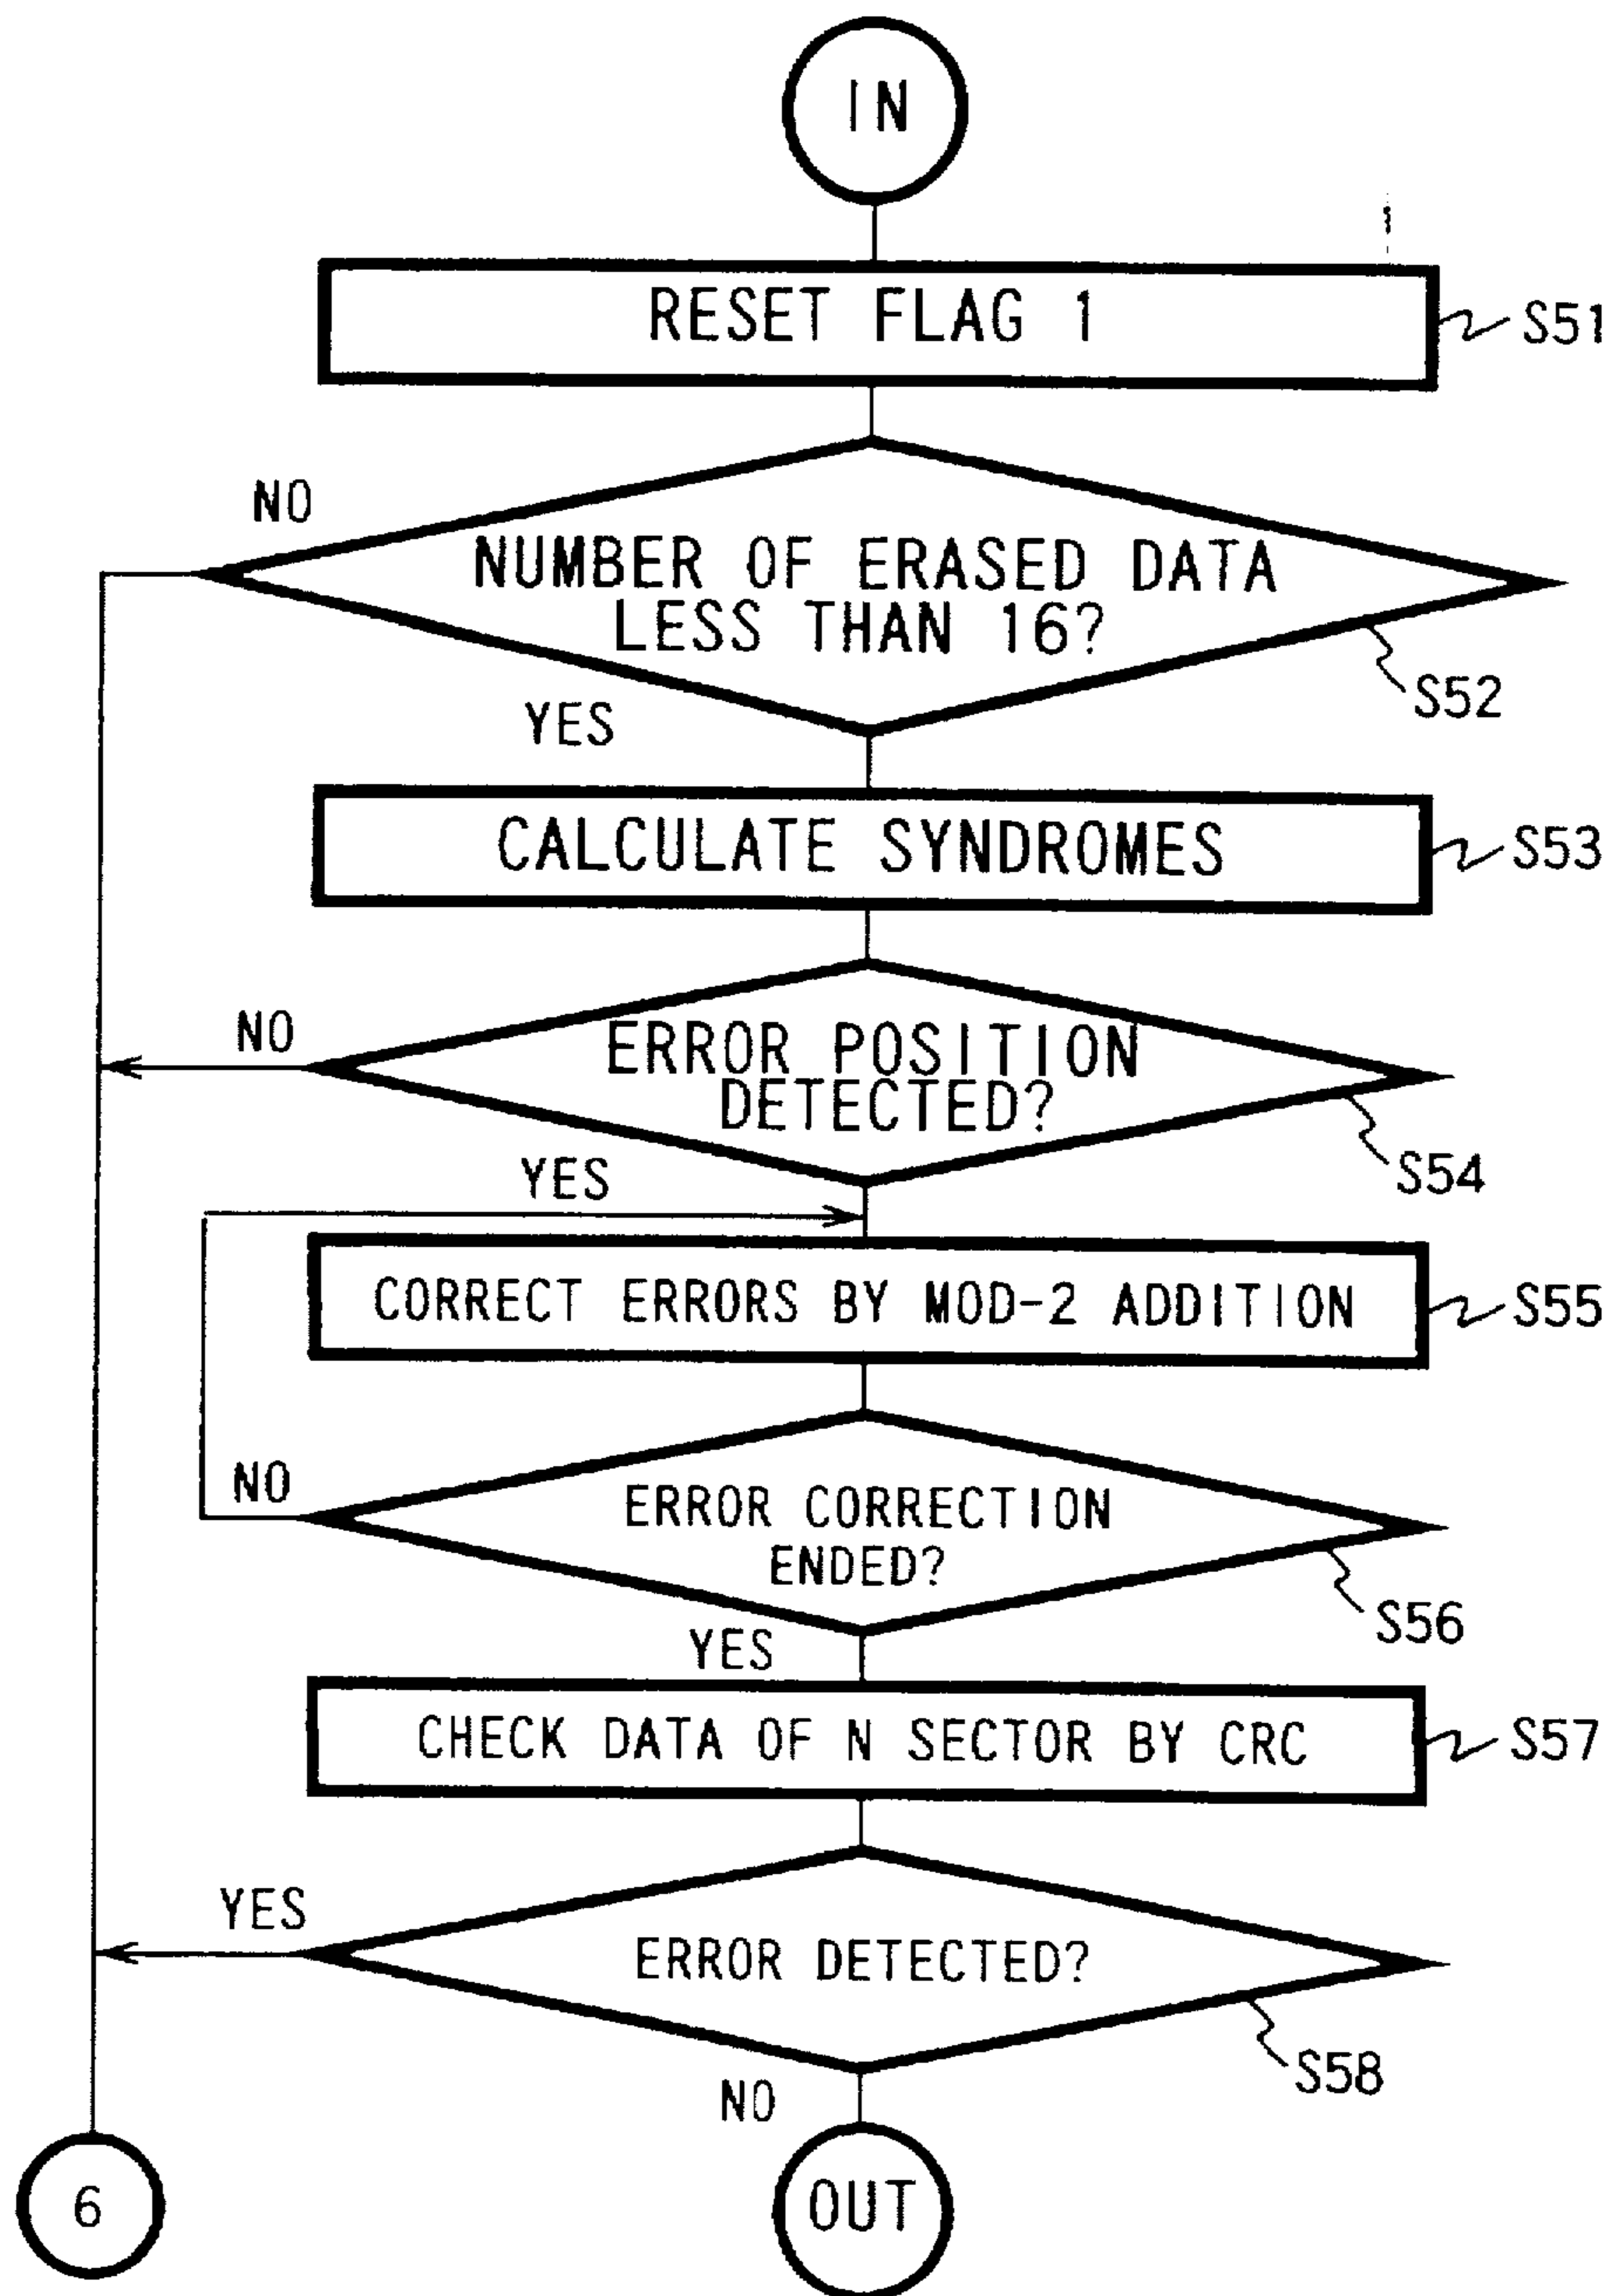 IN
RESET FLAG 1
S51
NO
NUMBER OF ERASED DATA
LESS THAN 16?
S52
YES
CALCULATE SYNDROMES
S53
NO
ERROR POSITION
DETECTED?
S54
YES
CORRECT ERRORS BY MOD-2 ADDITION
S55
NO
ERROR CORRECTION
ENDED?
S56
YES
CHECK DATA OF N SECTOR BY CRC
S57
YES
ERROR DETECTED?
S58
NO
6
OUT